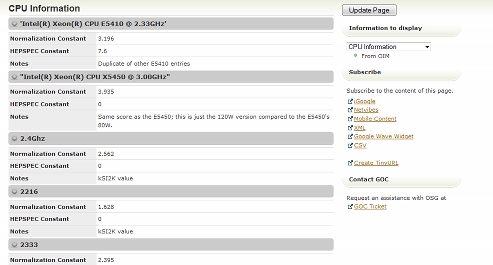 CPU Information
'Intel(R) Xeon(R) CPU E5410 @ 2.33GHz'
Normalization Constant 3.196
HEPSPEC Constant 7.6
Notes Duplicate of other E5410 entries
"Intel(R) Xeon(R) CPU X5450 @ 3.00GHz"
Normalization Constant 3.935
HEPSPEC Constant 0
Notes Same score as the E5450; this is just the 120W version compared to the E5450's
80W.
2.4Ghz
Normalization Constant 2.562
HEPSPEC Constant 0
Notes kSI2K value
2216
Normalization Constant 1.628
HEPSPEC Constant 0
Notes kSI2K value
2333
Normalization Constant 2.395
Update Page
Information to display
CPU Information
From OIM
Subscribe
Subscribe to the content of this page.
iGoogle
Netvibes
Mobile Content
XML
Google Wave Widget
CSV
Create TinyURL
Contact GOC
Request an assistance with OSG at
GOC Ticket